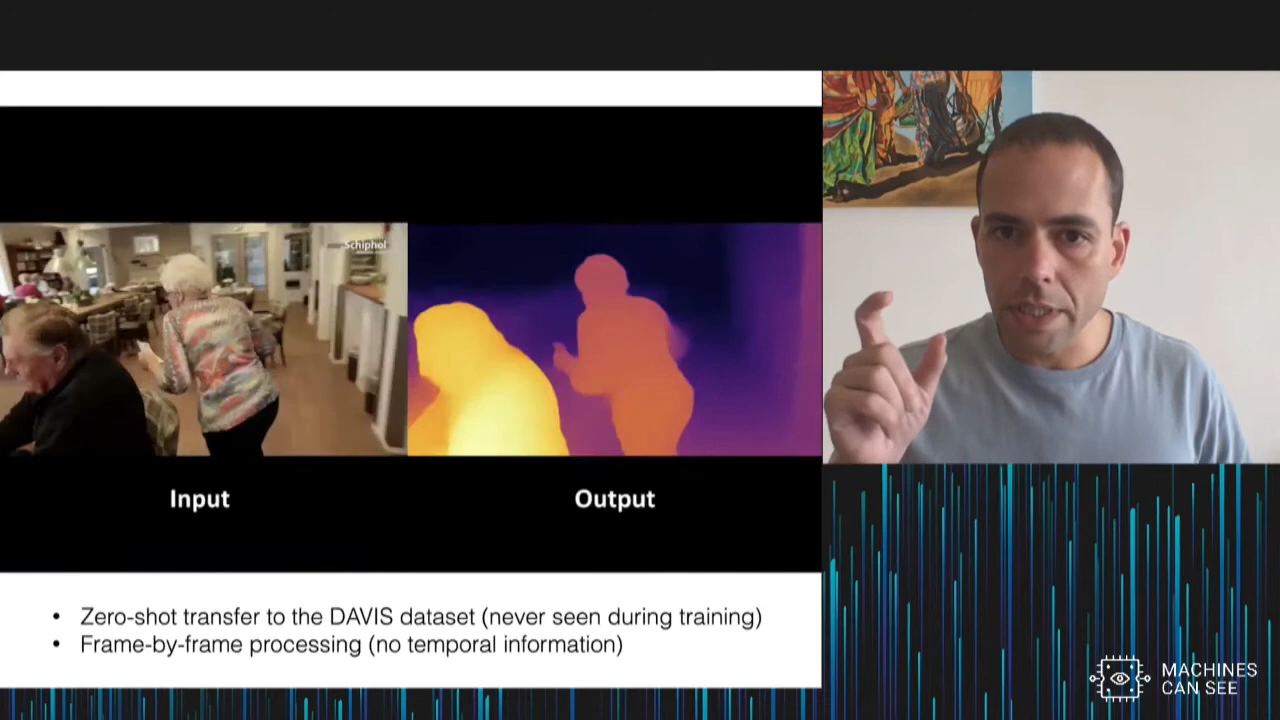 Schiphol
Input
Output
• Zero-shot transfer to the DAVIS dataset (never seen during training)
• Frame-by-frame processing (no temporal information)
MACHINES
CAN SEE